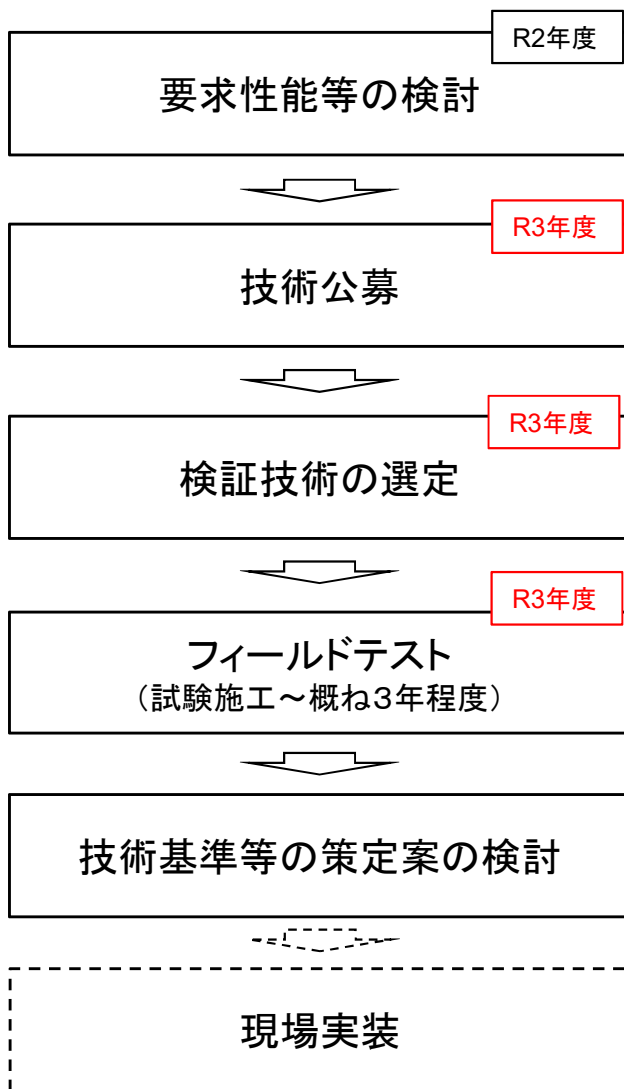 R2年度
要求性能等の検討
R3年度
技術公募
R3年度
検証技術の選定
R3年度
フィールドテスト
（試験施工～概ね３年程度）
技術基準等の策定案の検討
現場実装